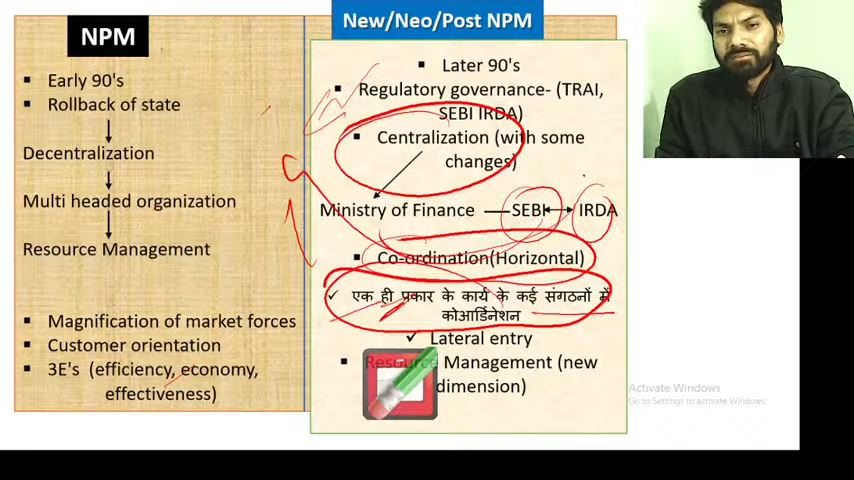 NPM
▪ Early 90's
▪ Rollback of state
Decentralization
Multi headed organization
Resource Management
▪ Magnification of market forces
▪ Customer orientation
▪ 3E's (efficiency, economy,
effectiveness)
New/Neo/Post NPM
▪ Later 90's
▪ Regulatory governance- (TRAI,
SEBI IRDA)
▪ Centralization (with some
changes)
Ministry of Finance SEBI IRDA
▪ Co-ordination(Horizontal)
✓ एक ही प्रकार के कार्य के कई संगठनों में
कोआर्डिनेशन
✓ Lateral entry
▪ Resource Management (new
dimension)
Activate Windows
Go to Settings to activate Windows.